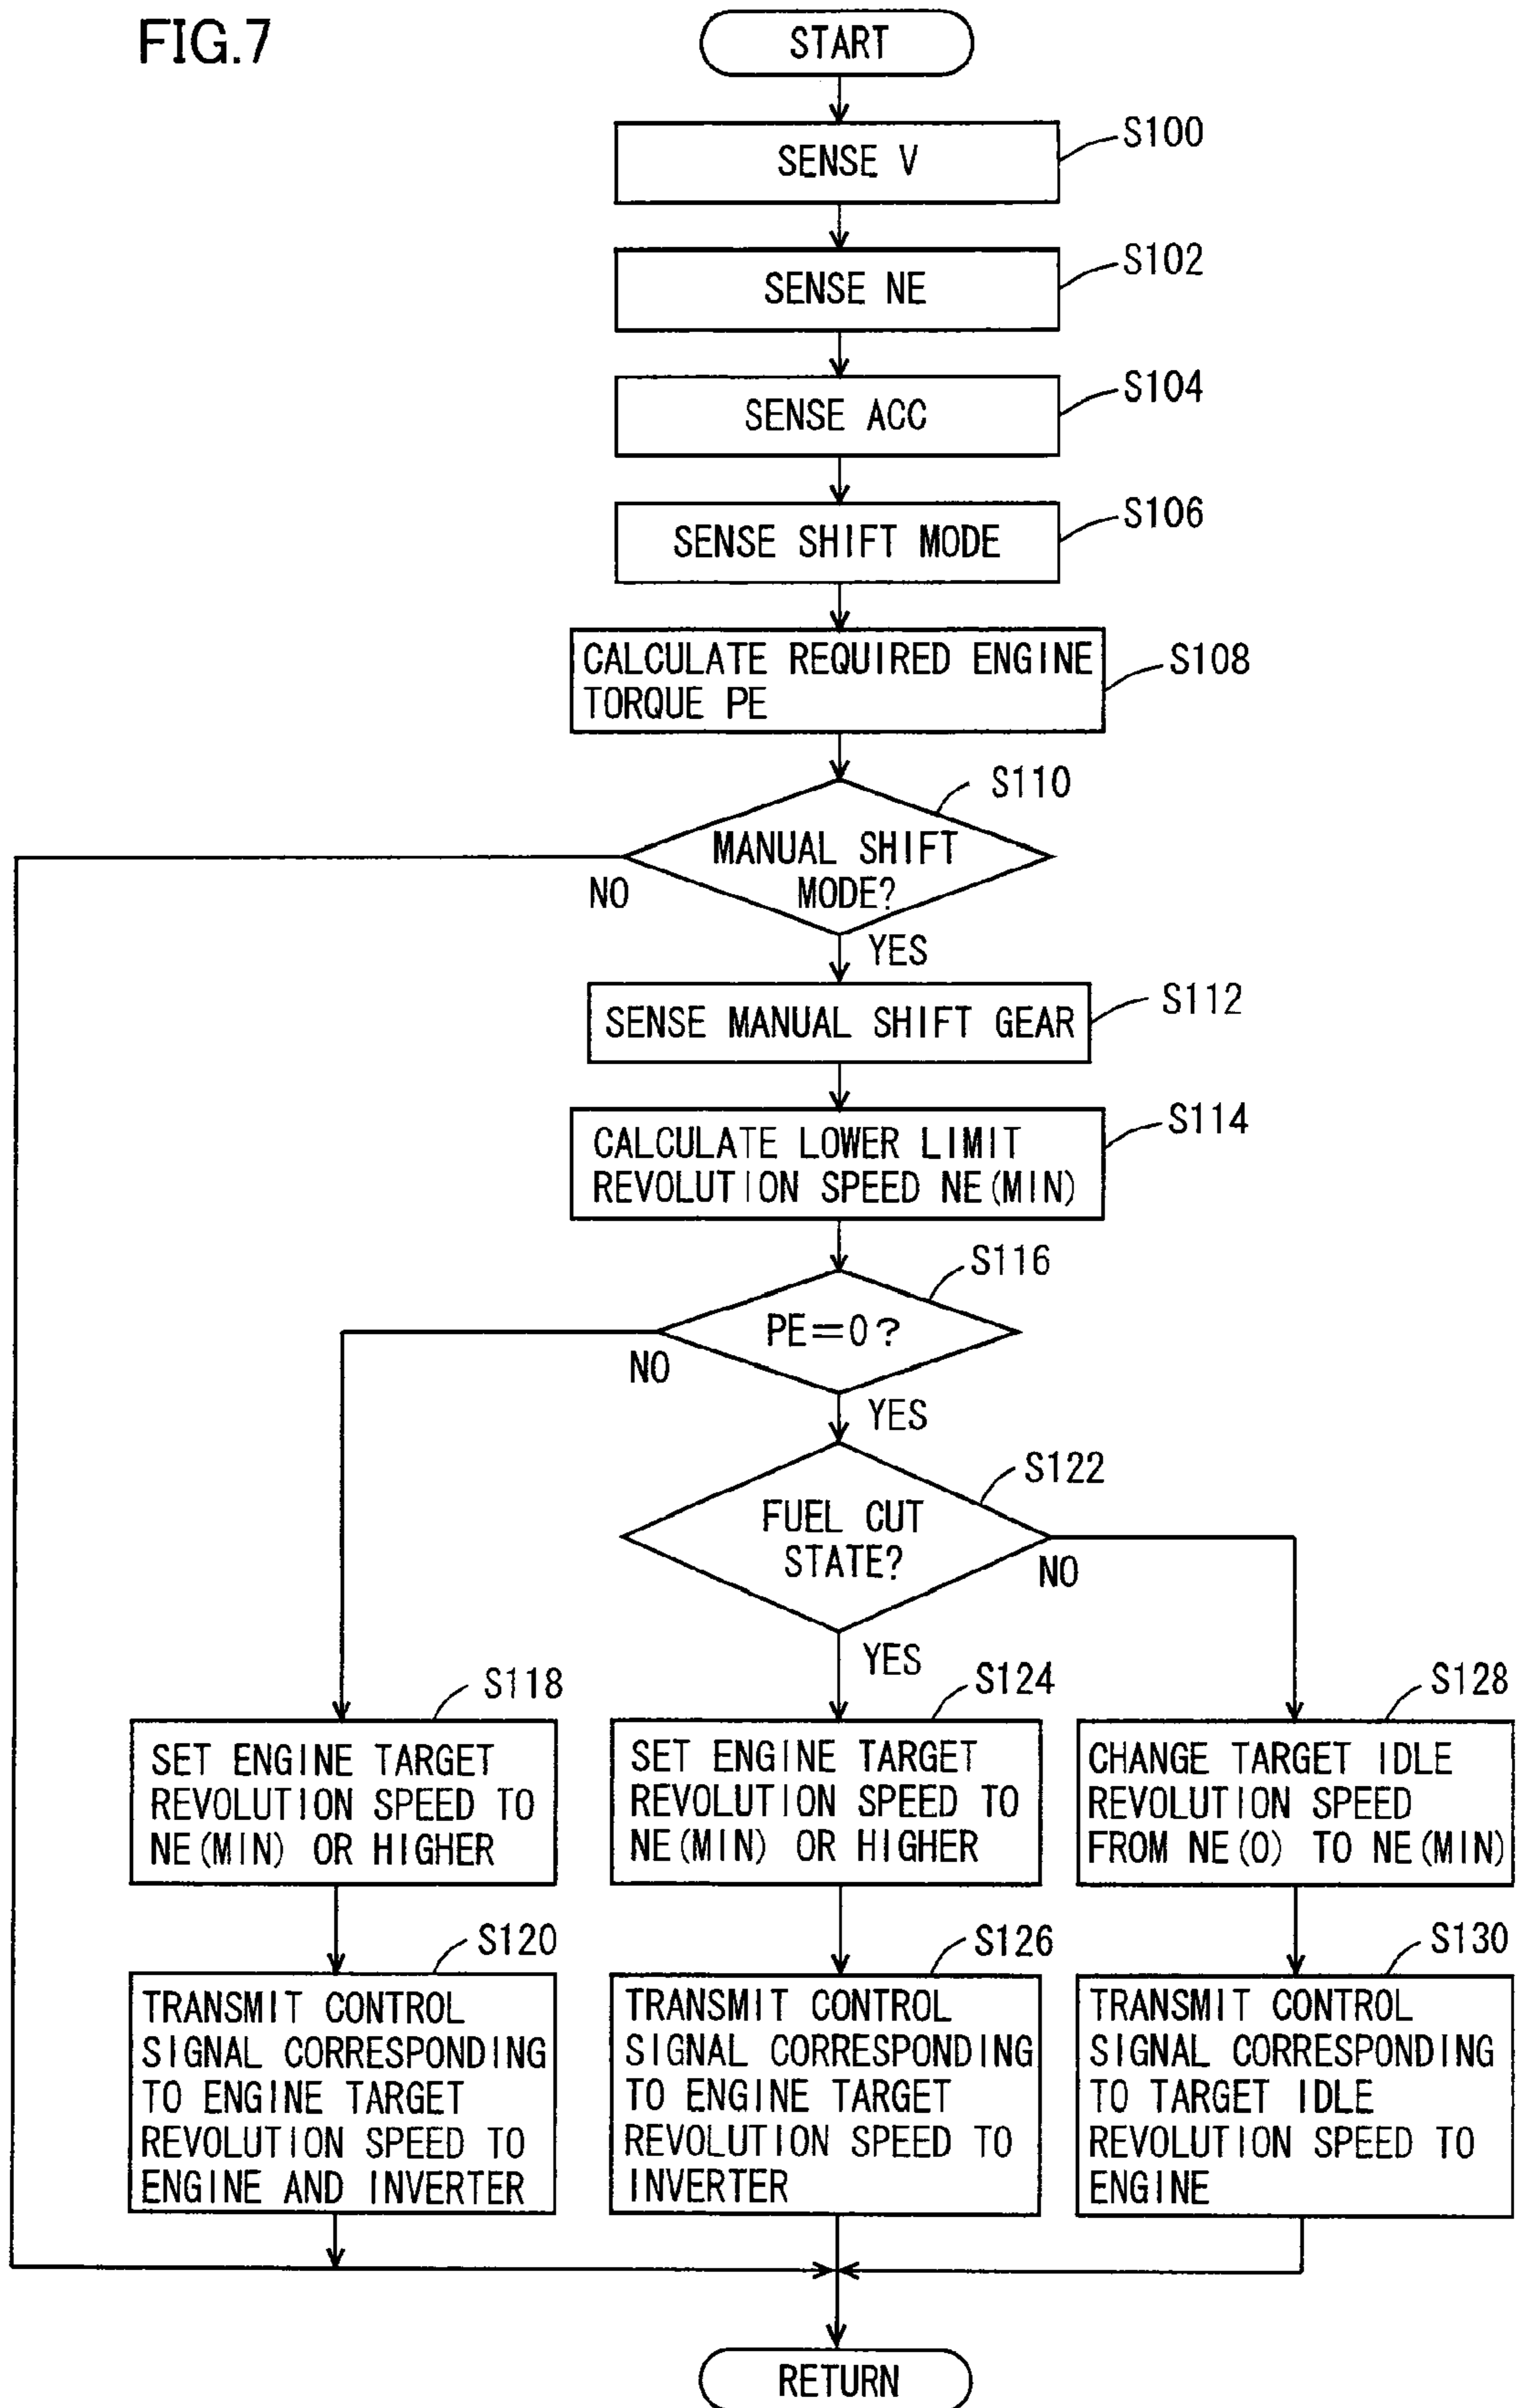 FIG.7
START
SENSE V
S100
SENSE NE
S102
SENSE ACC
S104
SENSE SHIFT MODE
S106
CALCULATE REQUIRED ENGINE
TORQUE PE
S108
S110
MANUAL SHIFT
MODE?
NO
YES
SENSE MANUAL SHIFT GEAR
S112
CALCULATE LOWER LIMIT
REVOLUTION SPEED NE(MIN)
S114
S116
PE=0?
NO
YES
S122
FUEL CUT
STATE?
NO
YES
S118
SET ENGINE TARGET
REVOLUTION SPEED TO
NE(MIN) OR HIGHER
S124
SET ENGINE TARGET
REVOLUTION SPEED TO
NE(MIN) OR HIGHER
S128
CHANGE TARGET IDLE
REVOLUTION SPEED
FROM NE(0) TO NE(MIN)
S120
TRANSMIT CONTROL
SIGNAL CORRESPONDING
TO ENGINE TARGET
REVOLUTION SPEED TO
ENGINE AND INVERTER
S126
TRANSMIT CONTROL
SIGNAL CORRESPONDING
TO ENGINE TARGET
REVOLUTION SPEED TO
INVERTER
S130
TRANSMIT CONTROL
SIGNAL CORRESPONDING
TO TARGET IDLE
REVOLUTION SPEED TO
ENGINE
RETURN